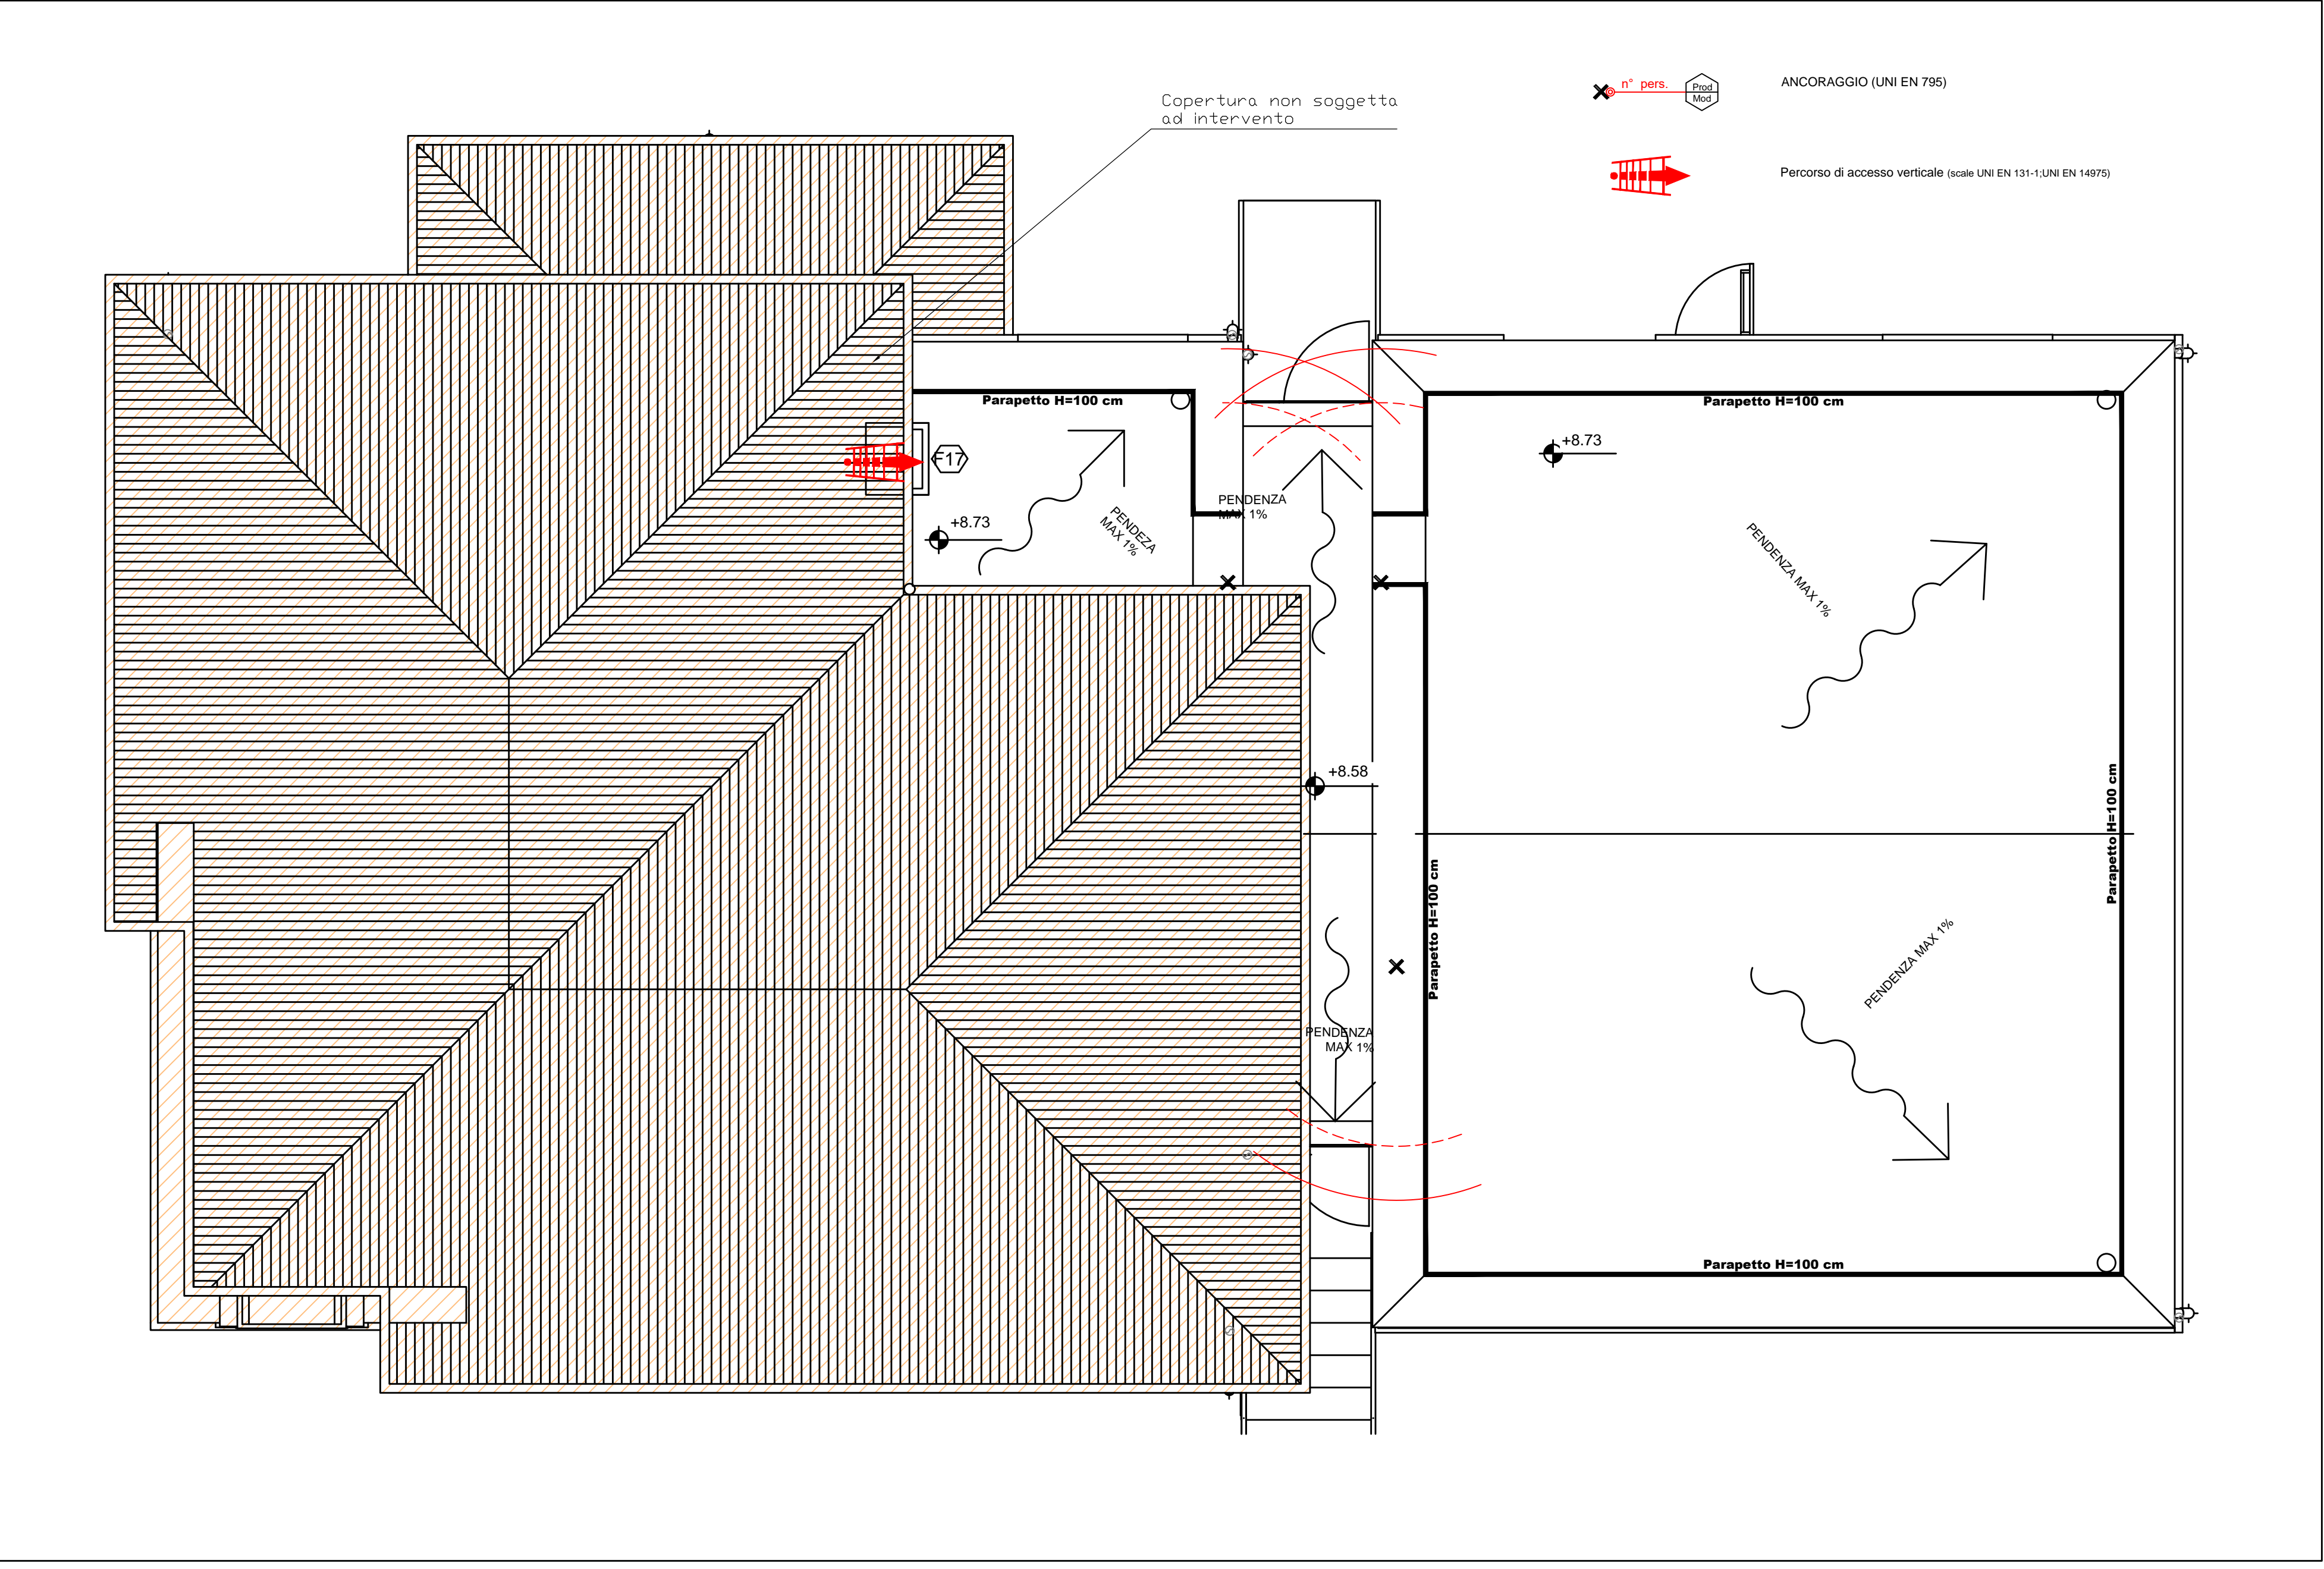 n° pers.
Prod
Mod
ANCORAGGIO (UNI EN 795)
Copertura non soggetta
ad intervento
Percorso di accesso verticale (scale UNI EN 131-1;UNI EN 14975)
Parapetto H=100 cm
Parapetto H=100 cm
F17
+8.73
+8.73
PENDEZA
MAX 1%
PENDENZA
MAX 1%
PENDENZA MAX 1%
+8.58
Parapetto H=100 cm
Parapetto H=100 cm
PENDENZA MAX 1%
PENDENZA
MAX 1%
Parapetto H=100 cm